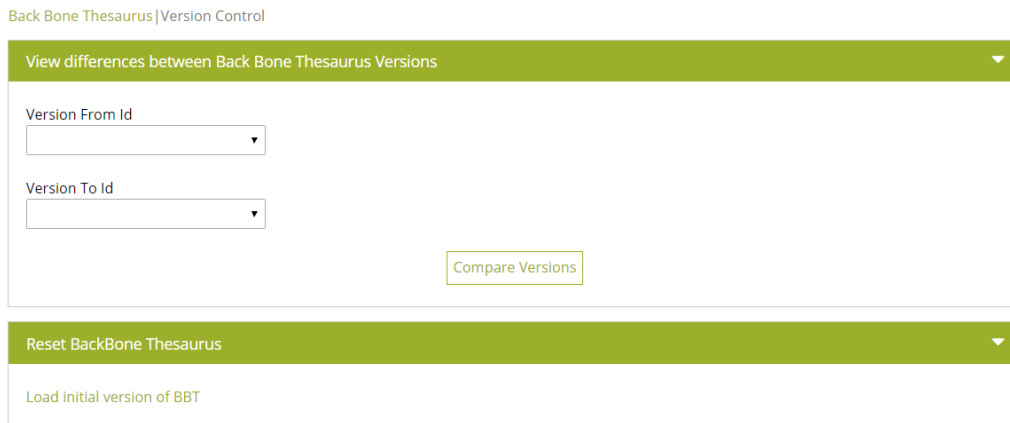 Back Bone Thesaurus|Version Control
View differences between Back Bone Thesaurus Versions
Version From Id
Version To Id
Compare Versions
Reset BackBone Thesaurus
Load initial version of BBT